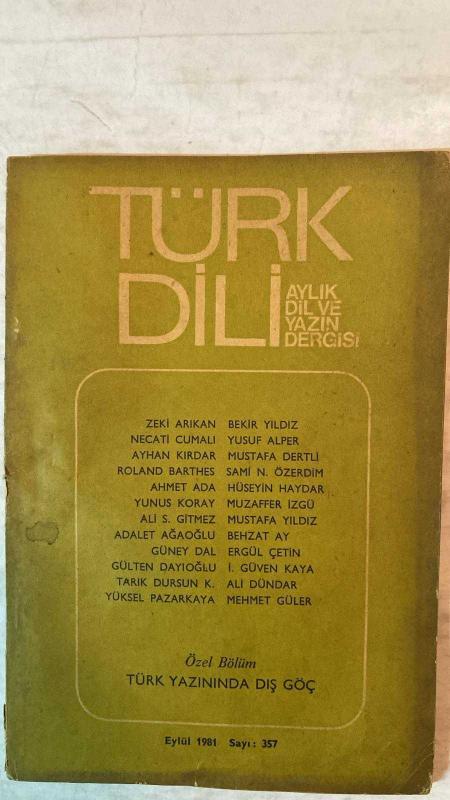 TÜRK
DİLİ
AYLIK
DİL VE
YAZIN
DERGİSİ
ZEKİ ARIKAN BEKİR YILDIZ
NECATİ CUMALI YUSUF ALPER
AYHAN KIRDAR MUSTAFA DERTLİ
ROLAND BARTHES SAMİ N. ÖZERDİM
AHMET ADA HÜSEYİN HAYDAR
YUNUS KORAY MUZAFFER İZGÜ
ALİ S. GİTMEZ MUSTAFA YILDIZ
ADALET AĞAOĞLU BEHZAT AY
GÜNEY DAL ERGÜL ÇETİN
GÜLTEN DAYIOĞLU İ. GÜVEN KAYA
TARIK DURSUN K. ALİ DÜNDAR
YÜKSEL PAZARKAYA MEHMET GÜLER
Özel Bölüm
TÜRK YAZININDA DIŞ GÖÇ
Eylül 1981 Sayı: 357